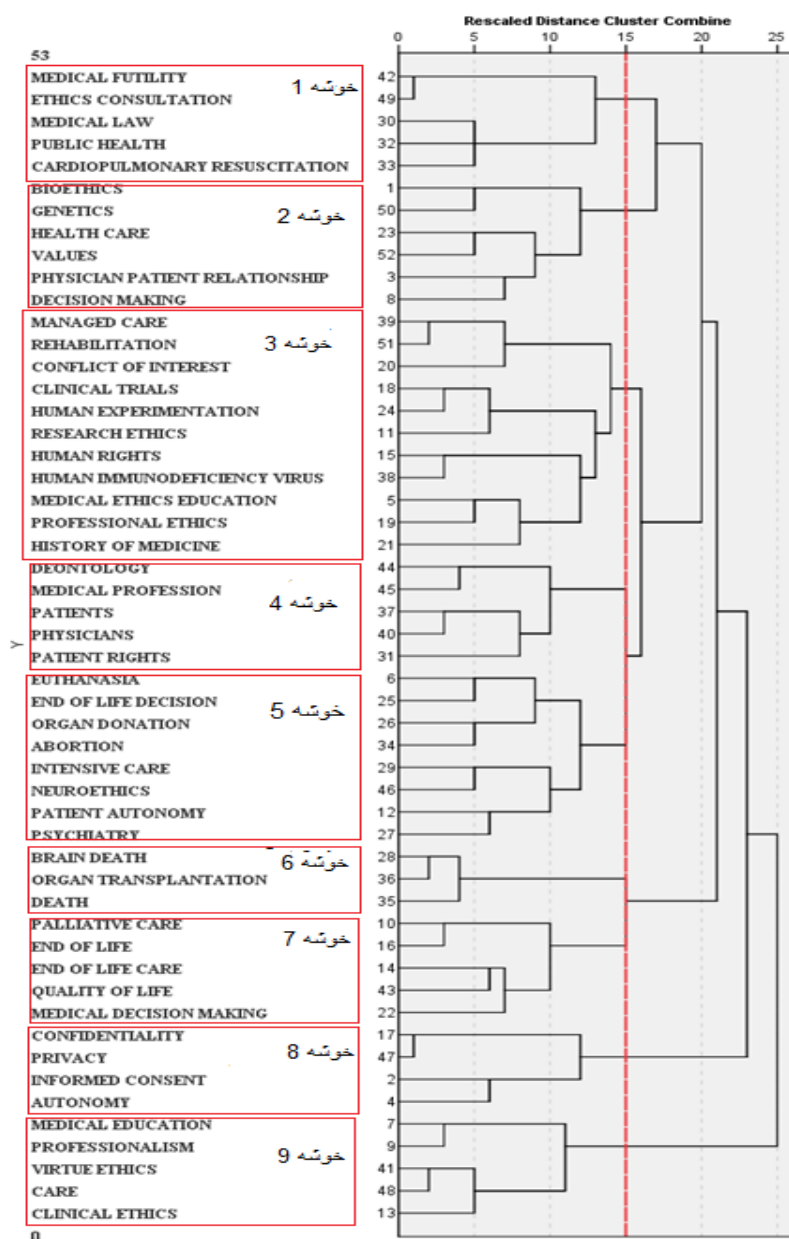 Rescaled Distance Cluster Combine
0 5 10 15 20 25
53
MEDICAL FUTILITY 42
خوشه 1
ETHICS CONSULTATION 49
MEDICAL LAW 30
PUBLIC HEALTH 32
CARDIOPULMONARY RESUSCITATION 33
BIOETHICS 1
GENETICS 50
خوشه 2
HEALTH CARE 23
VALUES 52
PHYSICIAN PATIENT RELATIONSHIP 3
DECISION MAKING 8
MANAGED CARE 39
REHABILITATION 51
خوشه 3
CONFLICT OF INTEREST 20
CLINICAL TRIALS 18
HUMAN EXPERIMENTATION 24
RESEARCH ETHICS 11
HUMAN RIGHTS 15
HUMAN IMMUNODEFICIENCY VIRUS 38
MEDICAL ETHICS EDUCATION 5
PROFESSIONAL ETHICS 19
HISTORY OF MEDICINE 21
DEONTOLOGY 44
MEDICAL PROFESSION 45
خوشه 4
PATIENTS 37
PHYSICIANS 40
Y
PATIENT RIGHTS 31
EUTHANASIA 6
END OF LIFE DECISION 25
خوشه 5
ORGAN DONATION 26
ABORTION 34
INTENSIVE CARE 29
NEUROETHICS 46
PATIENT AUTONOMY 12
PSYCHIATRY 27
BRAIN DEATH 28
خوشه 6
ORGAN TRANSPLANTATION 36
DEATH 35
PALLIATIVE CARE 10
خوشه 7
END OF LIFE 16
END OF LIFE CARE 14
QUALITY OF LIFE 43
MEDICAL DECISION MAKING 22
CONFIDENTIALITY 17
خوشه 8
PRIVACY 47
INFORMED CONSENT 2
AUTONOMY 4
MEDICAL EDUCATION 7
PROFESSIONALISM 9
خوشه 9
VIRTUE ETHICS 41
CARE 48
CLINICAL ETHICS 13
0